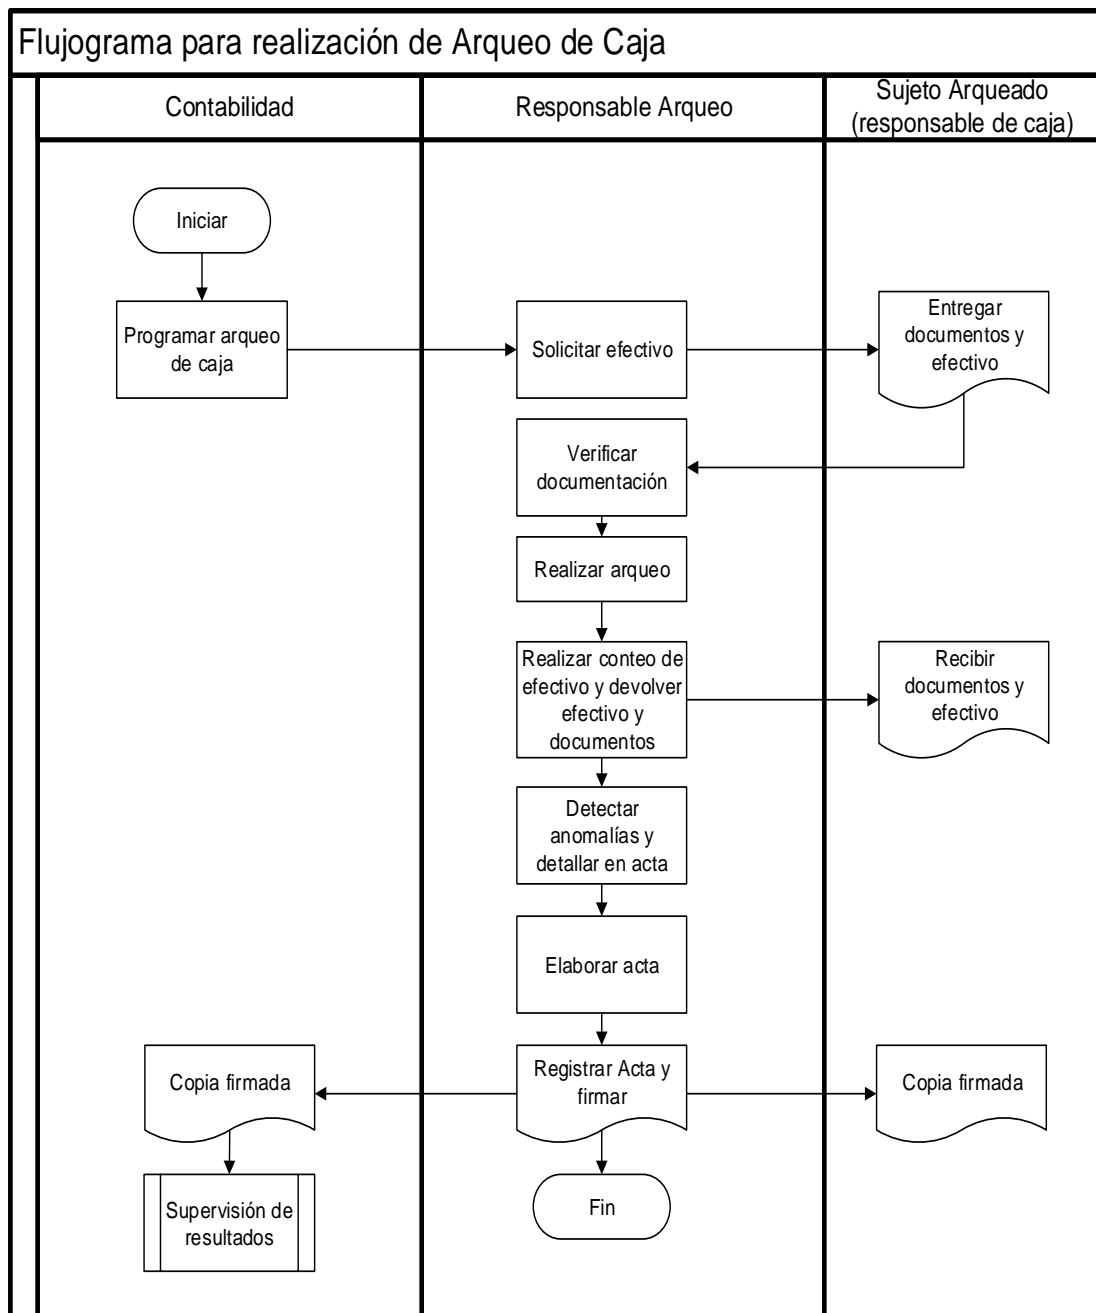 Flujograma para realización de Arqueo de Caja
Contabilidad
Responsable Arqueo
Sujeto Arqueado
(responsable de caja)
Iniciar
Programar arqueo
de caja
Solicitar efectivo
Entregar
documentos y
efectivo
Verificar
documentación
Realizar arqueo
Realizar conteo de
efectivo y devolver
efectivo y
documentos
Recibir
documentos y
efectivo
Detectar
anomalías y
detallar en acta
Elaborar acta
Copia firmada
Registrar Acta y
firmar
Copia firmada
Supervisión de
resultados
Fin